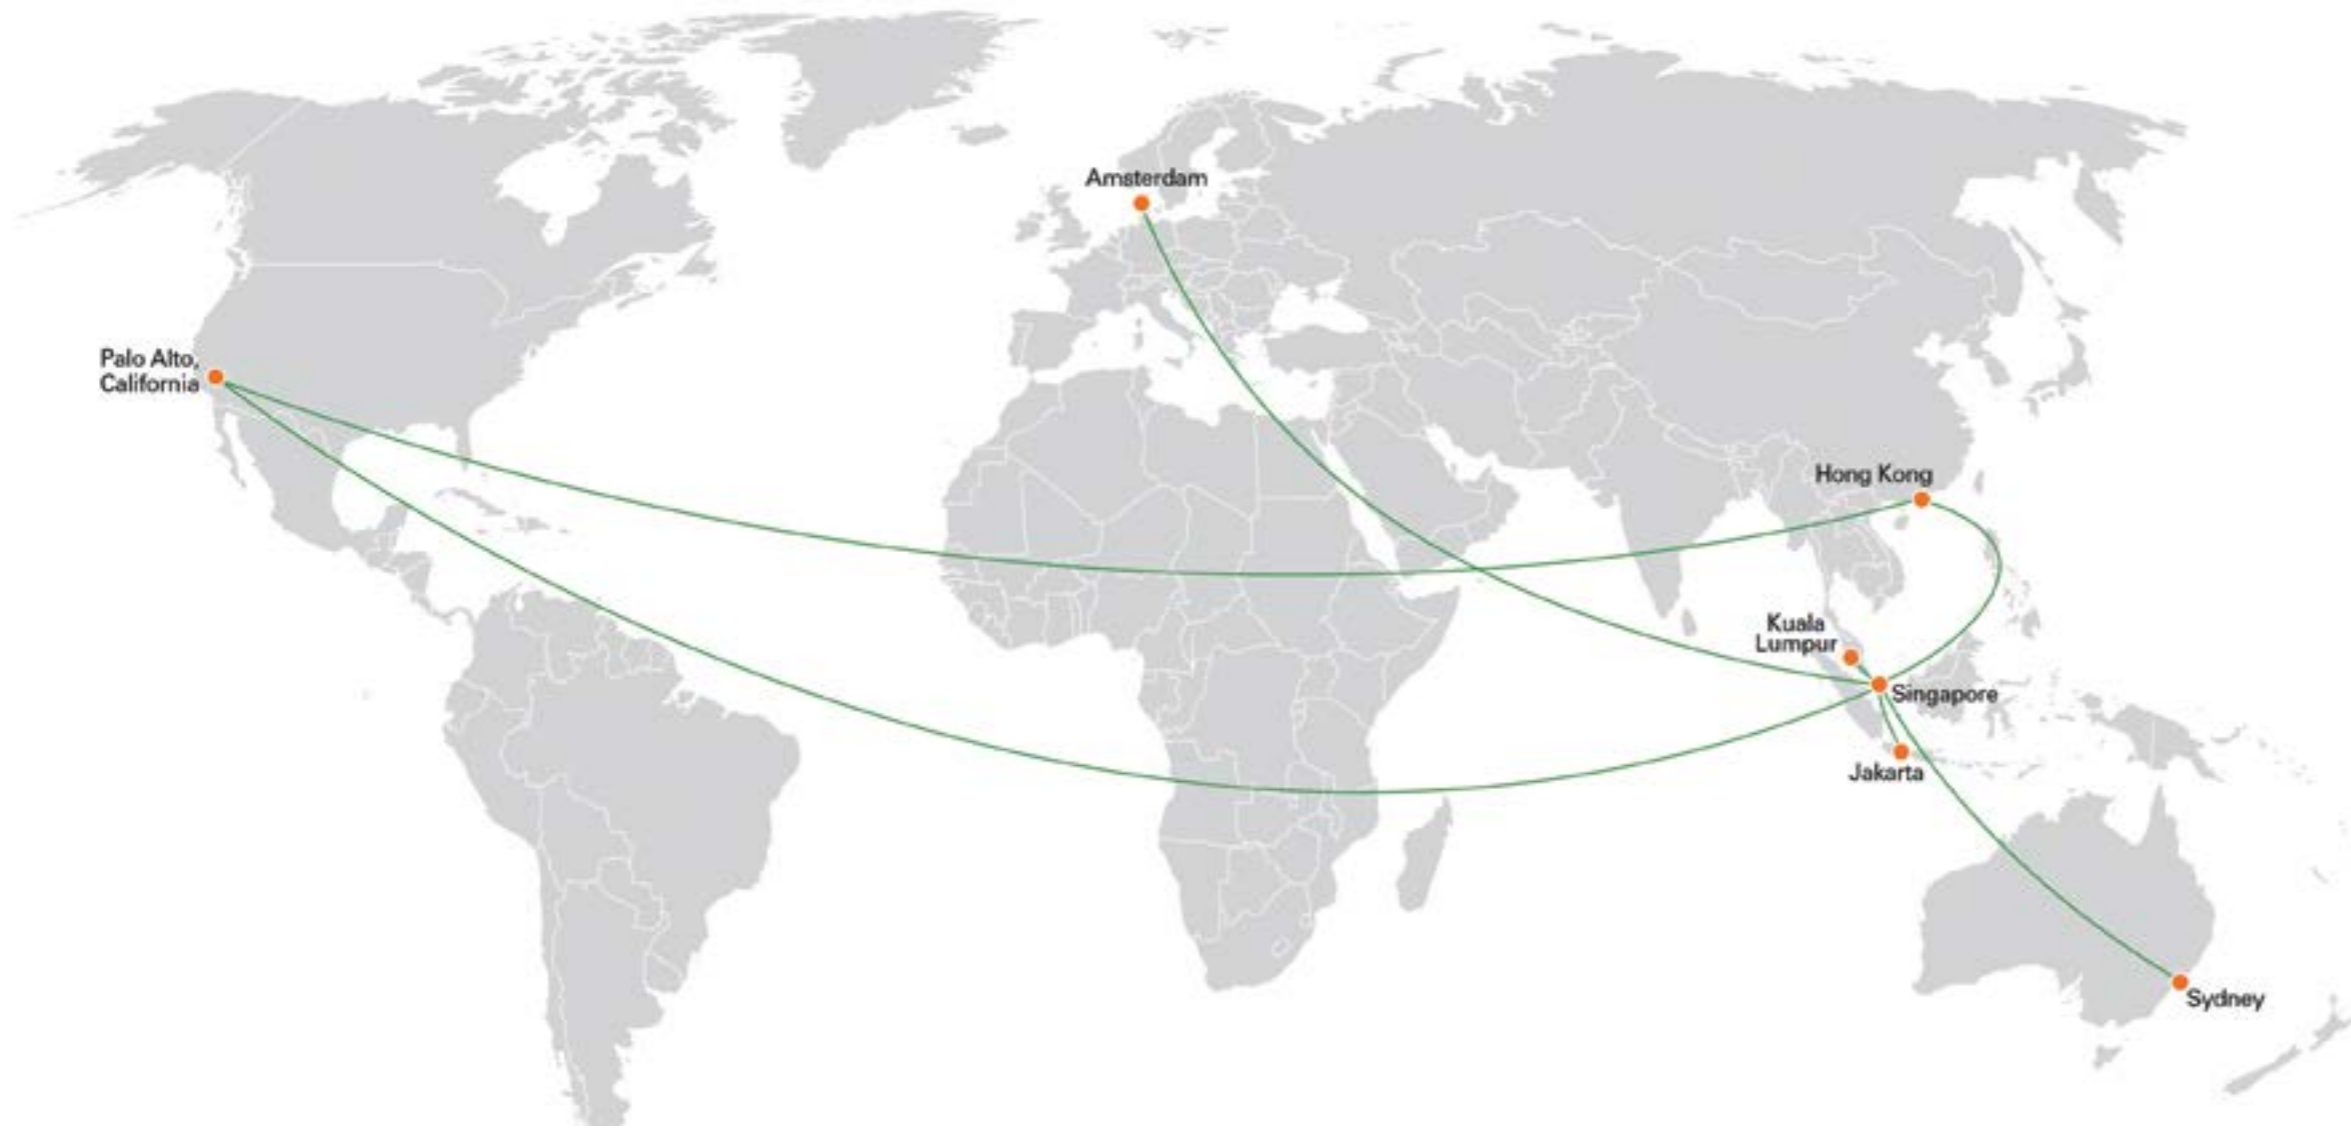 Amsterdam
Palo Alto,
California
Hong Kong
Kuala
Lumpur
Singapore
Jakarta
Sydney